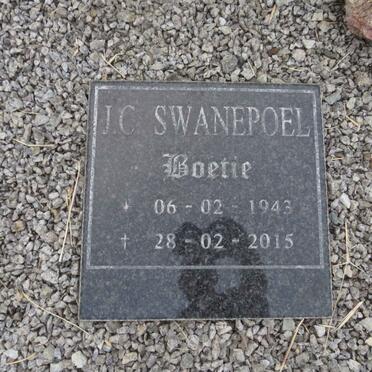 J.C SWANEPOEL
Boetie
* 06 - 02 - 1943
† 28 - 02 - 2015